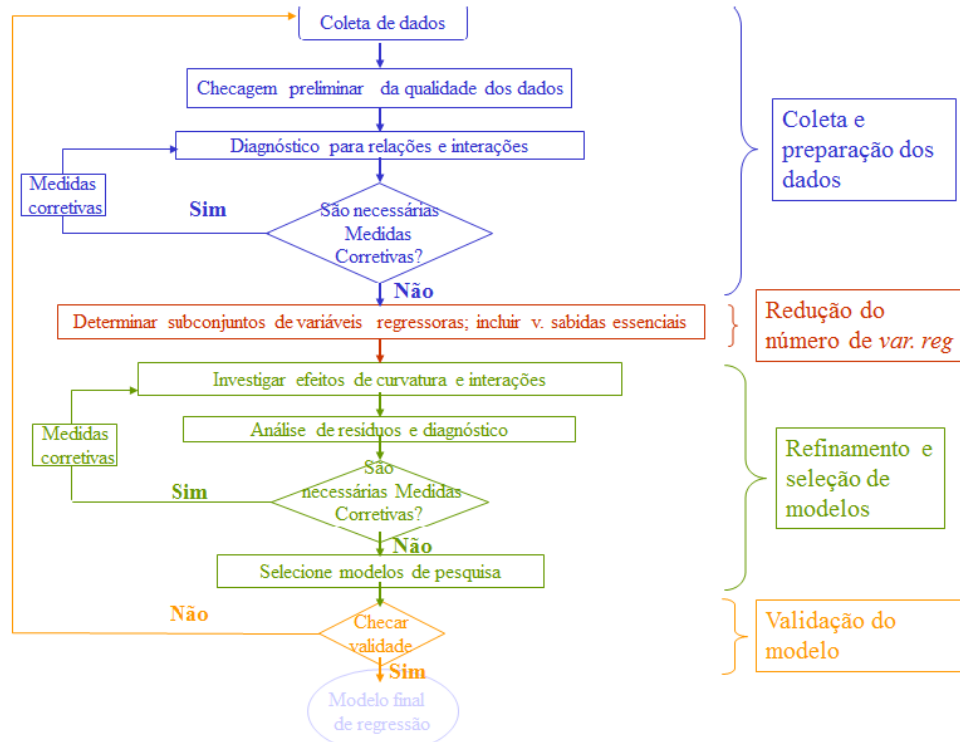 Coleta de dados
Checagem preliminar da qualidade dos dados
Diagnóstico para relações e interações
Medidas
corretivas
Sim
São necessárias
Medidas
Corretivas?
Não
Coleta e
preparação dos
dados
Determinar subconjuntos de variáveis regressoras; incluir v. sabidas essenciais
Redução do
número de var. reg
Investigar efeitos de curvatura e interações
Análise de resíduos e diagnóstico
Medidas
corretivas
Sim
São
necessárias Medidas
Corretivas?
Não
Selecione modelos de pesquisa
Refinamento e
seleção de
modelos
Não
Checar
validade
Sim
Validação do
modelo
Modelo final
de regressão